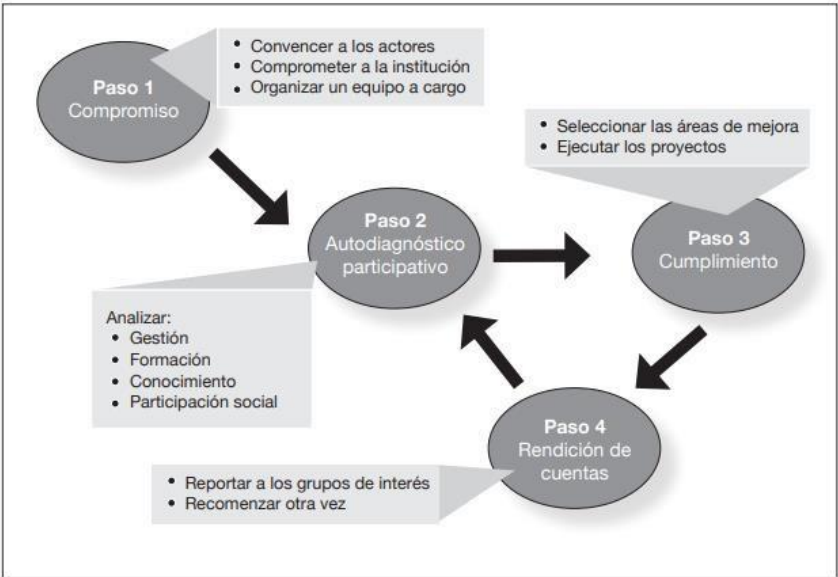 Paso 1
Compromiso
• Convencer a los actores
• Comprometer a la institución
• Organizar un equipo a cargo
Paso 2
Autodiagnóstico
participativo
Analizar:
• Gestión
• Formación
• Conocimiento
• Participación social
• Seleccionar las áreas de mejora
• Ejecutar los proyectos
Paso 3
Cumplimiento
Paso 4
Rendición de
cuentas
• Reportar a los grupos de interés
• Recomenzar otra vez